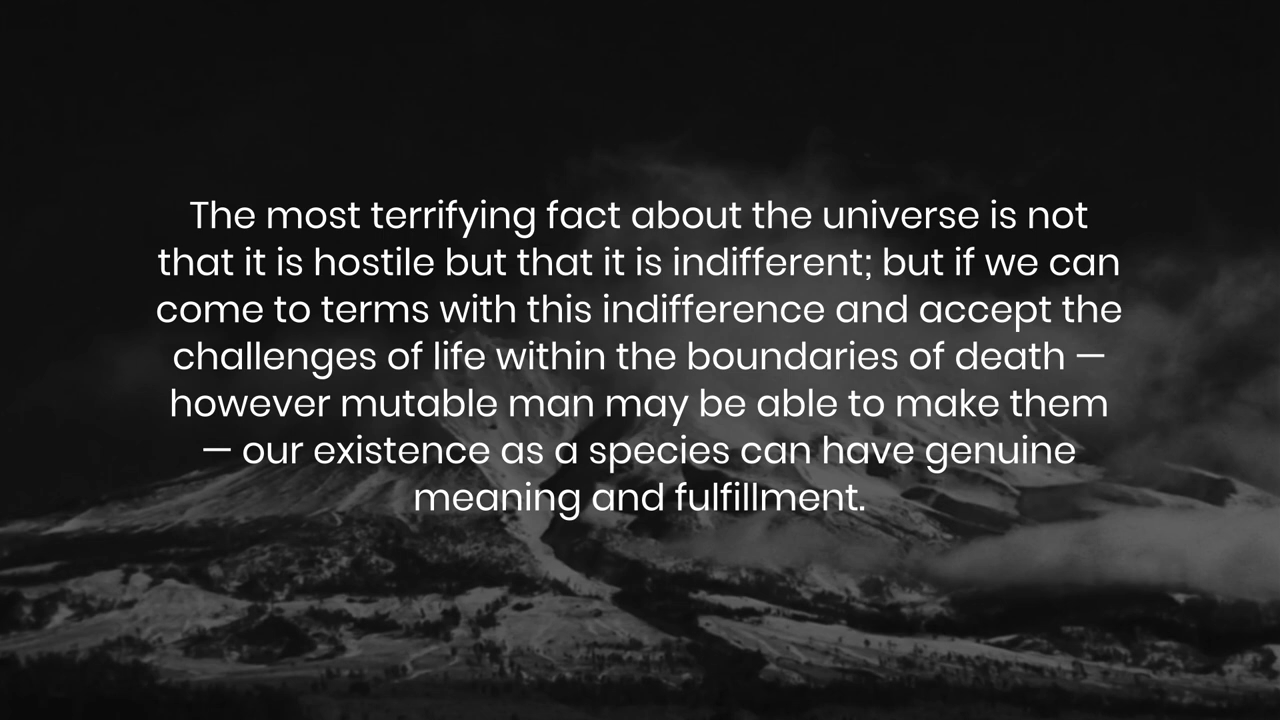 The most terrifying fact about the universe is not
that it is hostile but that it is indifferent; but if we can
come to terms with this indifference and accept the
challenges of life within the boundaries of death —
however mutable man may be able to make them
— our existence as a species can have genuine
meaning and fulfillment.